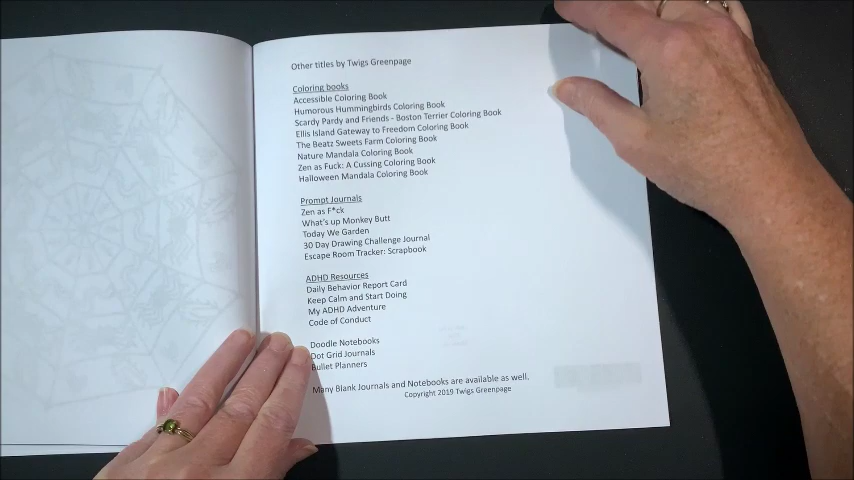 Other titles by Twigs Greenpage
Coloring books
Accessible Coloring Book
Humorous Hummingbirds Coloring Book
Scardy Pardy and Friends - Boston Terrier Coloring Book
Ellis Island Gateway to Freedom Coloring Book
The Beatz Sweets Farm Coloring Book
Nature Mandala Coloring Book
Zen as Fuck: A Cussing Coloring Book
Halloween Mandala Coloring Book
Prompt Journals
Zen as F*ck
What's up Monkey Butt
Today We Garden
30 Day Drawing Challenge Journal
Escape Room Tracker: Scrapbook
ADHD Resources
Daily Behavior Report Card
Keep Calm and Start Doing
My ADHD Adventure
Code of Conduct
Doodle Notebooks
Dot Grid Journals
Bullet Planners
Many Blank Journals and Notebooks are available as well.
Copyright 2019 Twigs Greenpage